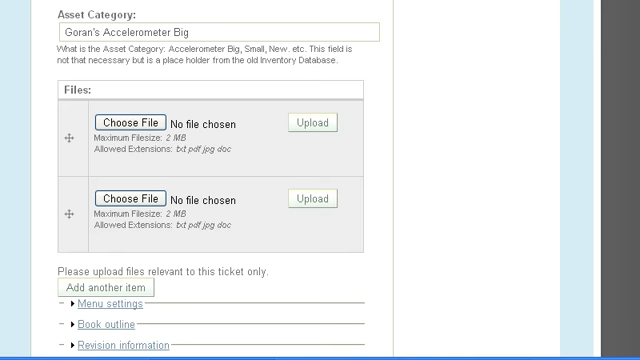 Asset Category:
Goran's Accelerometer Big
What is the Asset Category: Accelerometer Big, Small, New. etc. This field is
not that necessary but is a place holder from the old Inventory Database.
Files:
Choose File No file chosen Upload
Maximum Filesize: 2 MB
Allowed Extensions: txt pdf jpg doc
Choose File No file chosen Upload
Maximum Filesize: 2 MB
Allowed Extensions: txt pdf jpg doc
Please upload files relevant to this ticket only.
Add another item
Menu settings
Book outline
Revision information